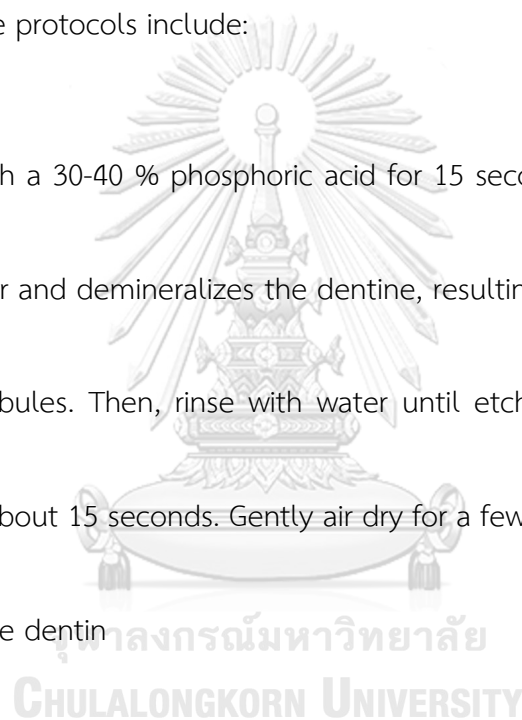 e protocols include:
h a 30-40 % phosphoric acid for 15 seco
r and demineralizes the dentine, resultin
bules. Then, rinse with water until etch
bout 15 seconds. Gently air dry for a few
e dentin
จุฬาลงกรณ์มหาวิทยาลัย
CHULALONGKORN UNIVERSITY